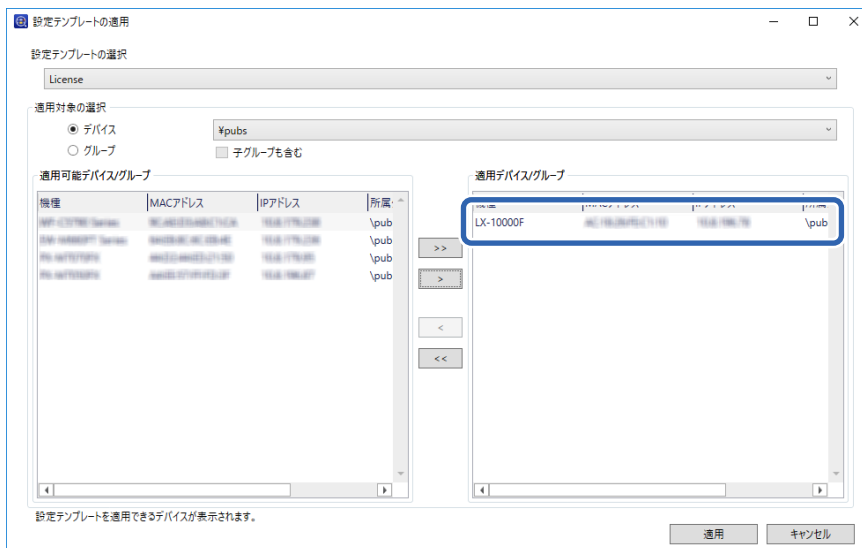 設定テンプレートの適用
設定テンプレートの選択
License
適用対象の選択
デバイス
¥pubs
グループ
子グループも含む
適用可能デバイス/グループ
機種 MACアドレス IPアドレス 所属・
\pub
\pub
\pub
\pub
>>
>
<
<<
適用デバイス/グループ
LX-10000F \pub
設定テンプレートを適用できるデバイスが表示されます。
適用 キャンセル